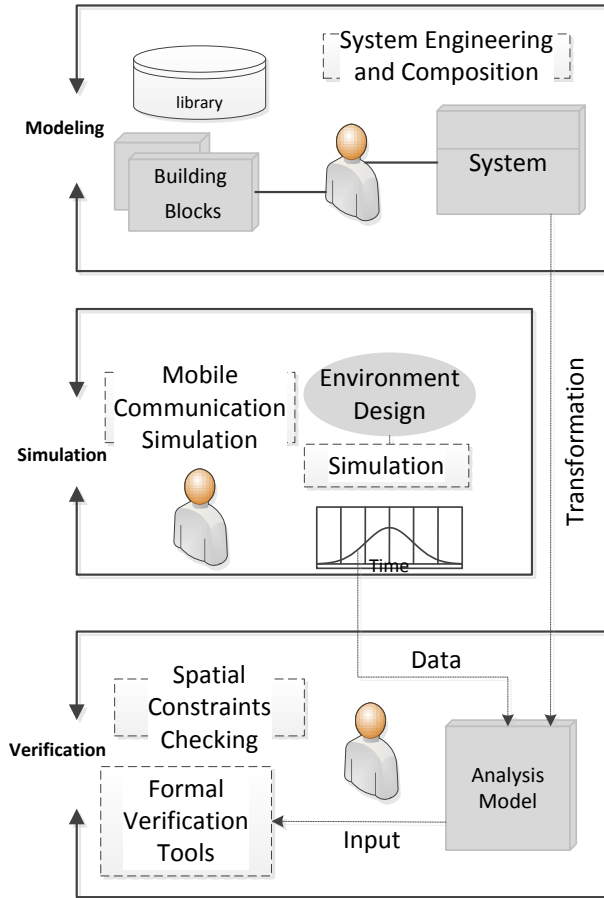 System Engineering
and Composition
library
Modeling
Building
Blocks
System
Transformation
Mobile
Communication
Simulation
Environment
Design
Simulation
Simulation
Time
Data
Spatial
Constraints
Checking
Verification
Formal
Verification
Tools
Input
Analysis
Model